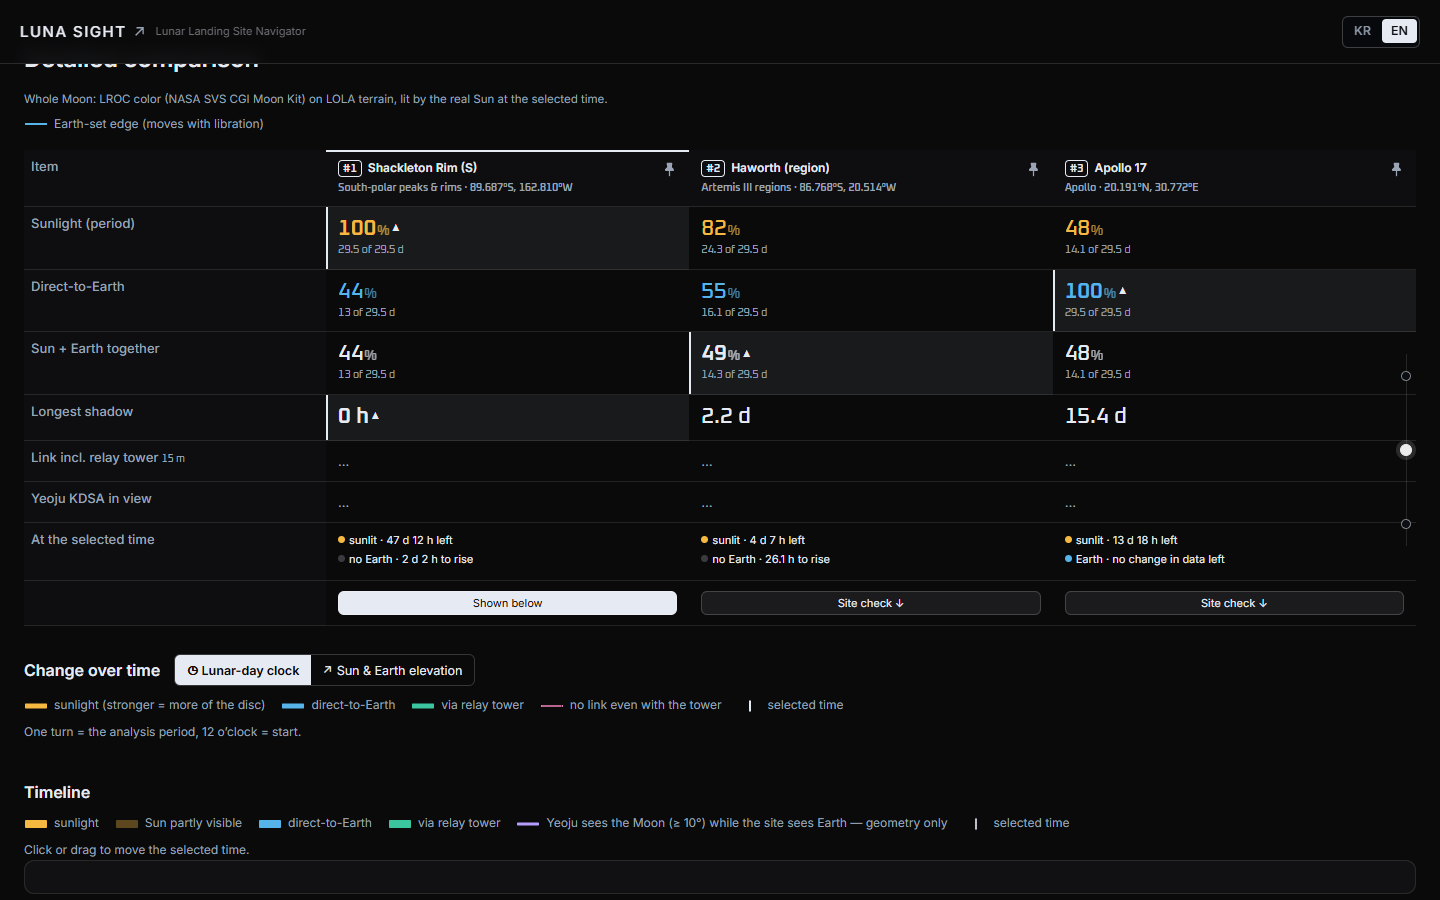 LUNA SIGHT ↗ Lunar Landing Site Navigator
KR EN
Detailed comparison
Whole Moon: LROC color (NASA SVS CGI Moon Kit) on LOLA terrain, lit by the real Sun at the selected time.
Earth-set edge (moves with libration)
Item
#1 Shackleton Rim (S)
South-polar peaks & rims · 89.687°S, 162.810°W
#2 Haworth (region)
Artemis III regions · 86.768°S, 20.514°W
#3 Apollo 17
Apollo · 20.191°N, 30.772°E
Sunlight (period)
100% ▲
29.5 of 29.5 d
82%
24.3 of 29.5 d
48%
14.1 of 29.5 d
Direct-to-Earth
44%
13 of 29.5 d
55%
16.1 of 29.5 d
100% ▲
29.5 of 29.5 d
Sun + Earth together
44%
13 of 29.5 d
49% ▲
14.3 of 29.5 d
48%
14.1 of 29.5 d
Longest shadow
0 h ▲
2.2 d
15.4 d
Link incl. relay tower 15 m
…
…
…
Yeoju KDSA in view
…
…
…
At the selected time
sunlit · 47 d 12 h left
no Earth · 2 d 2 h to rise
sunlit · 4 d 7 h left
no Earth · 26.1 h to rise
sunlit · 13 d 18 h left
Earth · no change in data left
Shown below
Site check ↓
Site check ↓
Change over time
◷ Lunar-day clock
↗ Sun & Earth elevation
sunlight (stronger = more of the disc) direct-to-Earth via relay tower no link even with the tower selected time
One turn = the analysis period, 12 o’clock = start.
Timeline
sunlight Sun partly visible direct-to-Earth via relay tower Yeoju sees the Moon (≥ 10°) while the site sees Earth — geometry only selected time
Click or drag to move the selected time.